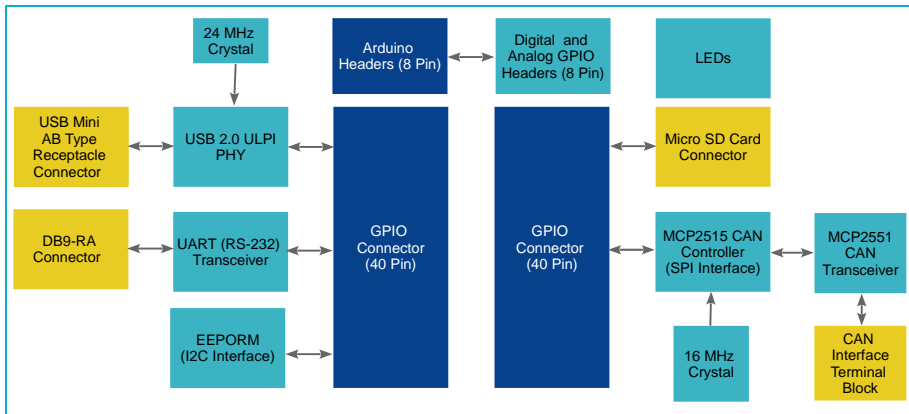 24 MHz
Crystal
Arduino
Headers (8 Pin)
Digital and
Analog GPIO
Headers (8 Pin)
LEDs
USB Mini
AB Type
Receptacle
Connector
USB 2.0 ULPI
PHY
Micro SD Card
Connector
DB9-RA
Connector
UART (RS-232)
Transceiver
GPIO
Connector
(40 Pin)
GPIO
Connector
(40 Pin)
MCP2515 CAN
Controller
(SPI Interface)
MCP2551
CAN
Transceiver
EEPORM
(I2C Interface)
16 MHz
Crystal
CAN
Interface
Terminal
Block